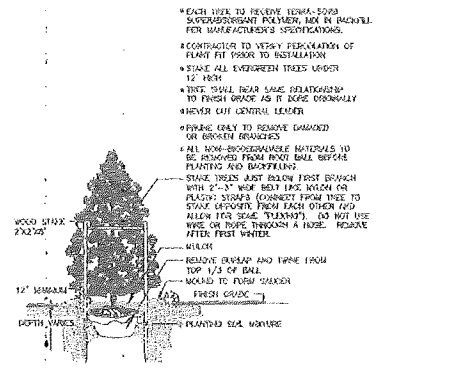 * EACH TREE TO RECEIVE TERRA-SORB
SUPERABSORBANT POLYMER, MIX IN BACKFILL
PER MANUFACTURER'S SPECIFICATIONS.
* CONTRACTOR TO VERIFY PERCOLATION OF
PLANT PIT PRIOR TO INSTALLATION
* STAKE ALL EVERGREEN TREES UNDER
12' HIGH
* TREE SHALL BEAR SAME RELATIONSHIP
TO FINISH GRADE AS IT BORE ORIGINALLY
* NEVER CUT CENTRAL LEADER
* PRUNE ONLY TO REMOVE DAMAGED
OR BROKEN BRANCHES
* ALL NON-BIODEGRADABLE MATERIALS TO
BE REMOVED FROM ROOT BALL BEFORE
PLANTING AND BACKFILLING.
STAKE TREES JUST BELOW FIRST BRANCH
WITH 2"-3" WIDE BELT LIKE NYLON OR
PLASTIC STRAPS (CONNECT FROM TREE TO
STAKE OPPOSITE FROM EACH OTHER AND
ALLOW FOR SOME "FLEXING"). DO NOT USE
WIRE OR ROPE THROUGH A HOSE. REMOVE
AFTER FIRST WINTER.
WOOD STAKE
MULCH
REMOVE BURLAP AND TWINE FROM
TOP 1/3 OF BALL
MOUND TO FORM SAUCER
12" MINIMUM
FINISH GRADE
DEPTH VARIES
PLANTING SOIL MIXTURE